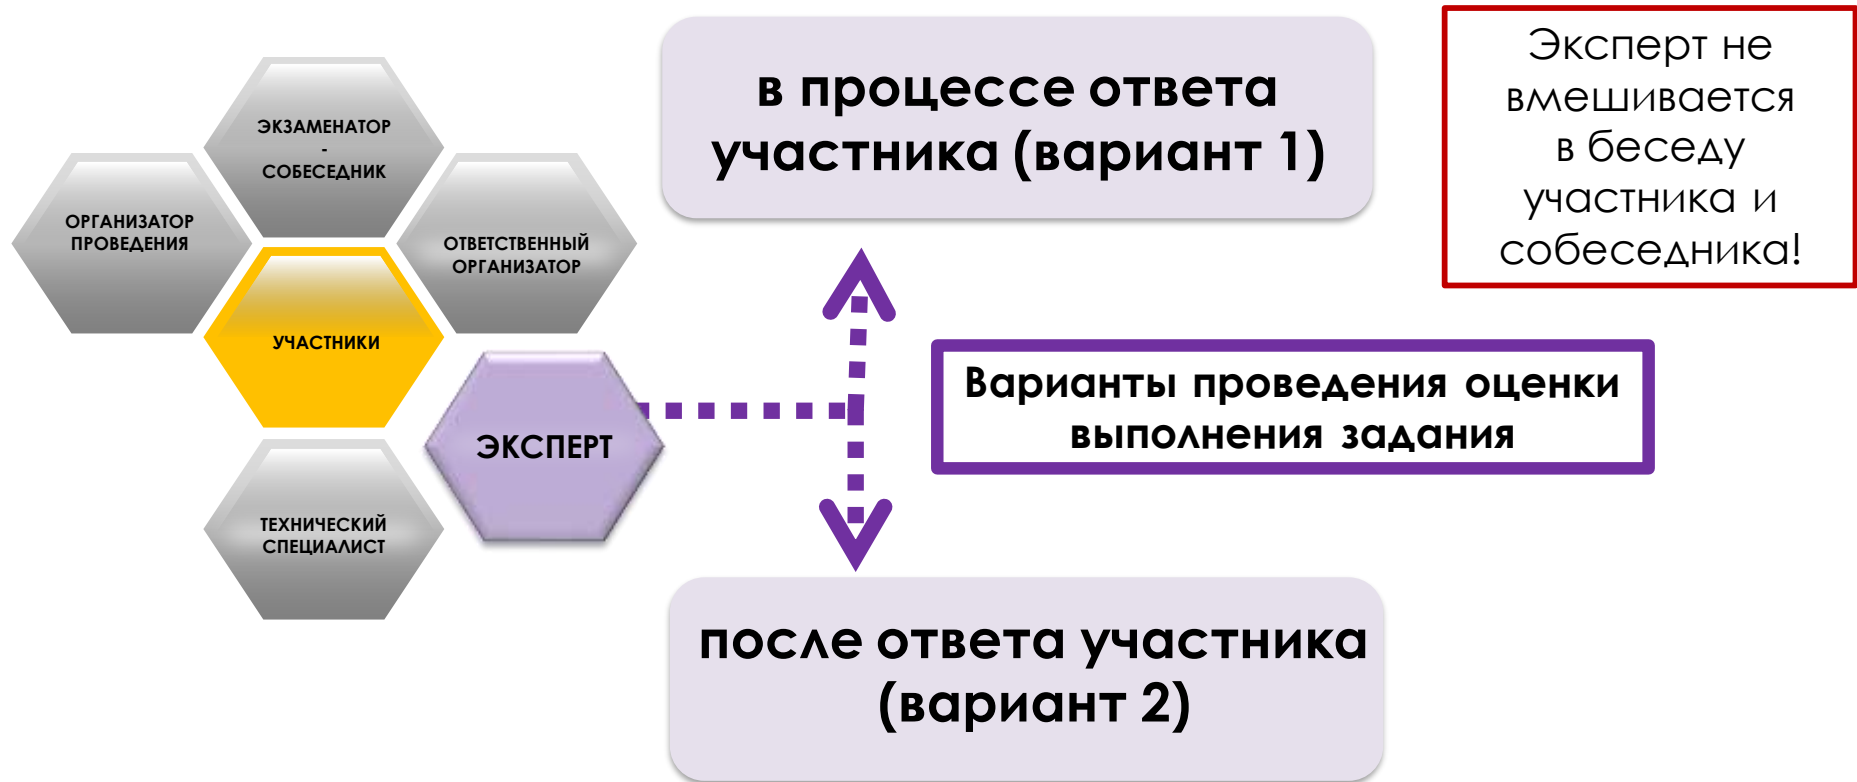 ЭКЗАМЕНАТОР
-
СОБЕСЕДНИК
ОРГАНИЗАТОР
ПРОВЕДЕНИЯ
ОТВЕТСТВЕННЫЙ
ОРГАНИЗАТОР
УЧАСТНИКИ
ЭКСПЕРТ
ТЕХНИЧЕСКИЙ
СПЕЦИАЛИСТ
в процессе ответа
участника (вариант 1)
Эксперт не
вмешивается
в беседу
участника и
собеседника!
Варианты проведения оценки
выполнения задания
после ответа участника
(вариант 2)